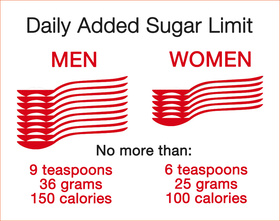 Daily Added Sugar Limit
MEN WOMEN
No more than:
9 teaspoons 6 teaspoons
36 grams 25 grams
150 calories 100 calories